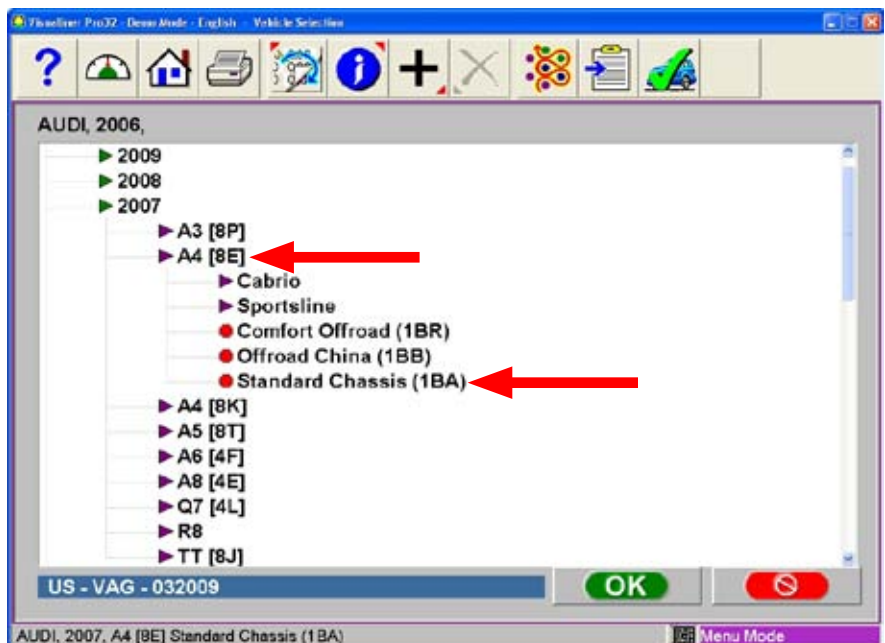 Visualiner Pro32 - Demo Mode - English - Vehicle Selection
AUDI, 2006,
2009
2008
2007
A3 [8P]
A4 [8E]
Cabrio
Sportsline
Comfort Offroad (1BR)
Offroad China (1BB)
Standard Chassis (1BA)
A4 [8K]
A5 [8T]
A6 [4F]
A8 [4E]
Q7 [4L]
R8
TT [8J]
US - VAG - 032009
OK
AUDI, 2007, A4 [8E] Standard Chassis (1BA)
Menu Mode